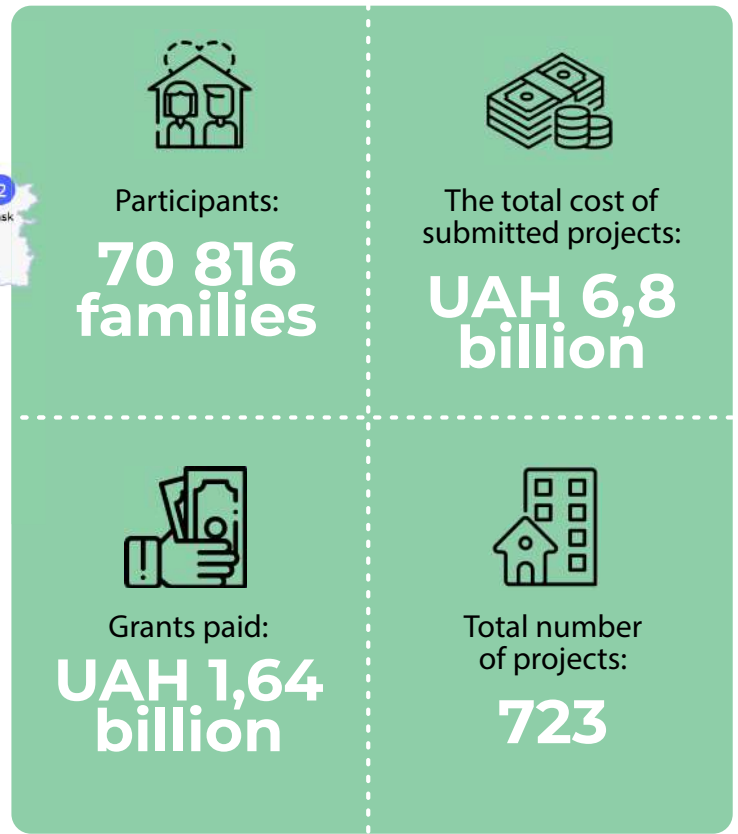 Participants:
70 816
families
The total cost of
submitted projects:
UAH 6,8
billion
Grants paid:
UAH 1,64
billion
Total number
of projects:
723
2